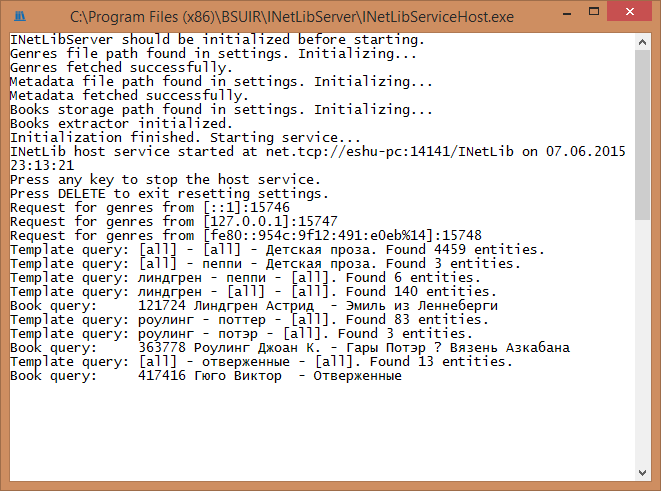 C:\Program Files (x86)\BSUIR\INetLibServer\INetLibServiceHost.exe
INetLibServer should be initialized before starting.
Genres file path found in settings. Initializing...
Genres fetched successfully.
Metadata file path found in settings. Initializing...
Metadata fetched successfully.
Books storage path found in settings. Initializing...
Books extractor initialized.
Initialization finished. Starting service...
INetLib host service started at net.tcp://eshu-pc:14141/INetLib on 07.06.2015
23:13:21
Press any key to stop the host service.
Press DELETE to exit resetting settings.
Request for genres from [::1]:15746
Request for genres from [127.0.0.1]:15747
Request for genres from [fe80::954c:9f12:491:e0eb%14]:15748
Template query: [all] - [all] - Детская проза. Found 4459 entities.
Template query: [all] - пеппи - Детская проза. Found 3 entities.
Template query: линдгрен - пеппи - [all]. Found 6 entities.
Template query: линдгрен - [all] - [all]. Found 140 entities.
Book query:     121724 Линдгрен Астрид  - Эмиль из Леннеберги
Template query: роулинг - поттер - [all]. Found 83 entities.
Template query: роулинг - потэр - [all]. Found 3 entities.
Book query:     363778 Роулинг Джоан К. - Гары Потэр ? Вязень Азкабана
Template query: [all] - отверженные - [all]. Found 13 entities.
Book query:     417416 Гюго Виктор  - Отверженные